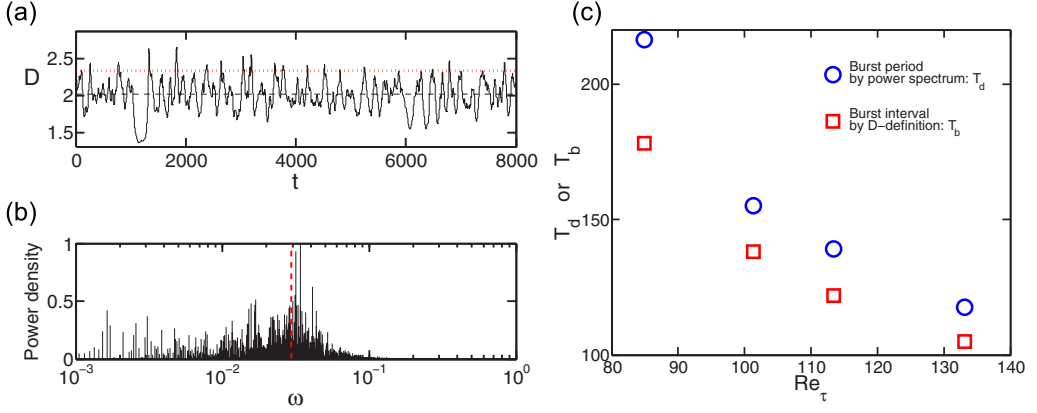 (a)
2.5
2
1.5
D
0
2000
4000
6000
8000
t
(b)
1
0.5
0
Power density
10⁻³
10⁻²
10⁻¹
10⁰
ω
(c)
200
150
100
T_d or T_b
80
90
100
110
120
130
140
Re_τ
Burst period
by power spectrum: T_d
Burst interval
by D−definition: T_b